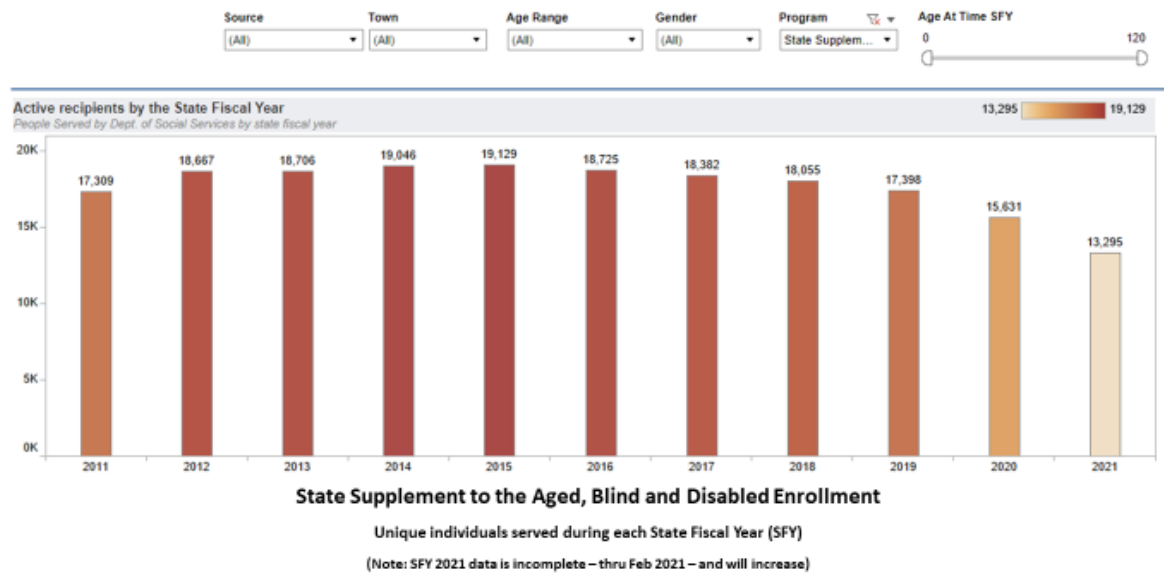 Source Town Age Range Gender Program Age At Time SFY
(All) (All) (All) (All) State Supplem... 0 120
Active recipients by the State Fiscal Year 13,295 19,129
People Served by Dept. of Social Services by state fiscal year
20K
15K
10K
5K
0K
17,309 18,667 18,706 19,046 19,129 18,725 18,382 18,055 17,398 15,631 13,295
2011 2012 2013 2014 2015 2016 2017 2018 2019 2020 2021
State Supplement to the Aged, Blind and Disabled Enrollment
Unique individuals served during each State Fiscal Year (SFY)
(Note: SFY 2021 data is incomplete – thru Feb 2021 – and will increase)